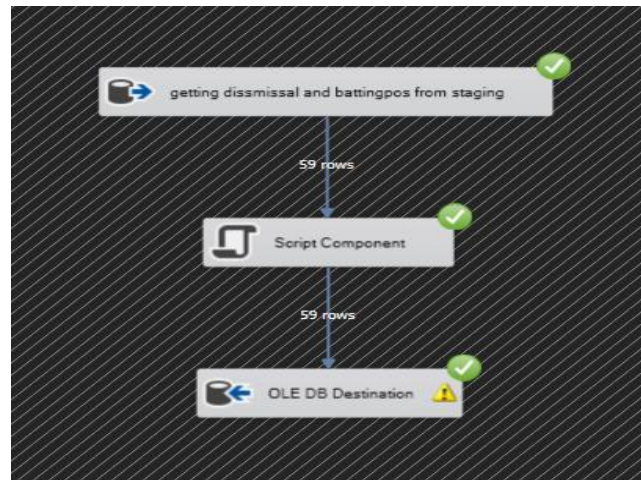 getting dissmissal and battingpos from staging
59 rows
Script Component
59 rows
OLE DB Destination